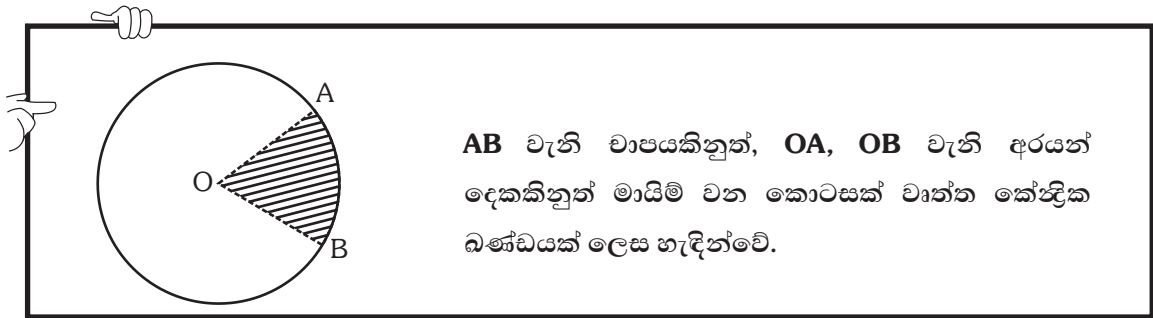 A
O
B
AB වැනි චාපයකිනුත්, OA, OB වැනි අරයන්
දෙකකිනුත් මායිම් වන කොටසක් වෘත්ත කේන්ද්‍රික
ඛණ්ඩයක් ලෙස හැඳින්වේ.